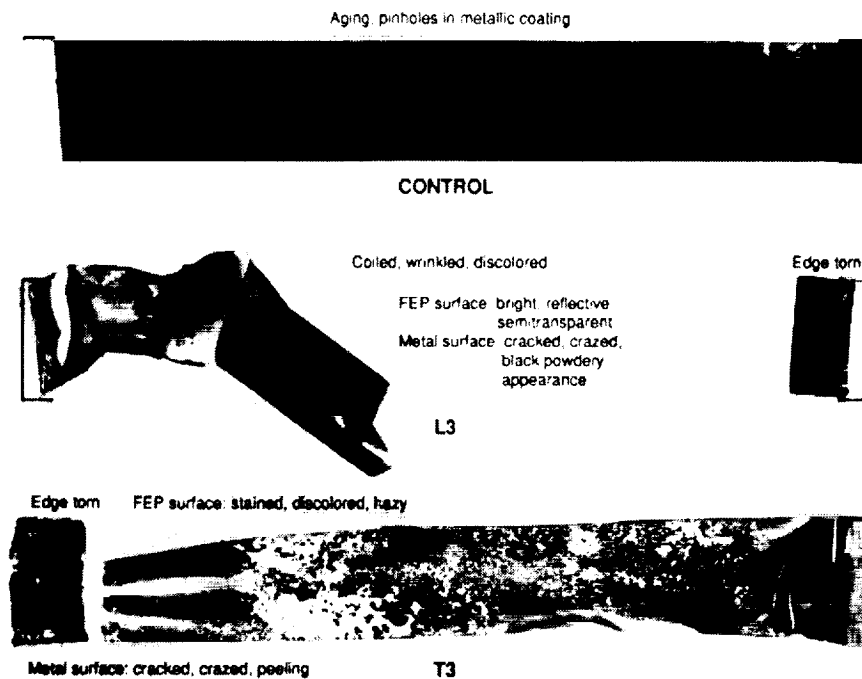 Aging, pinholes in metallic coating
CONTROL
Coiled, wrinkled, discolored
Edge torn
FEP surface: bright, reflective
semitransparent
Metal surface: cracked, crazed,
black powdery
appearance
L3
Edge torn
FEP surface: stained, discolored, hazy
Metal surface: cracked, crazed, peeling
T3